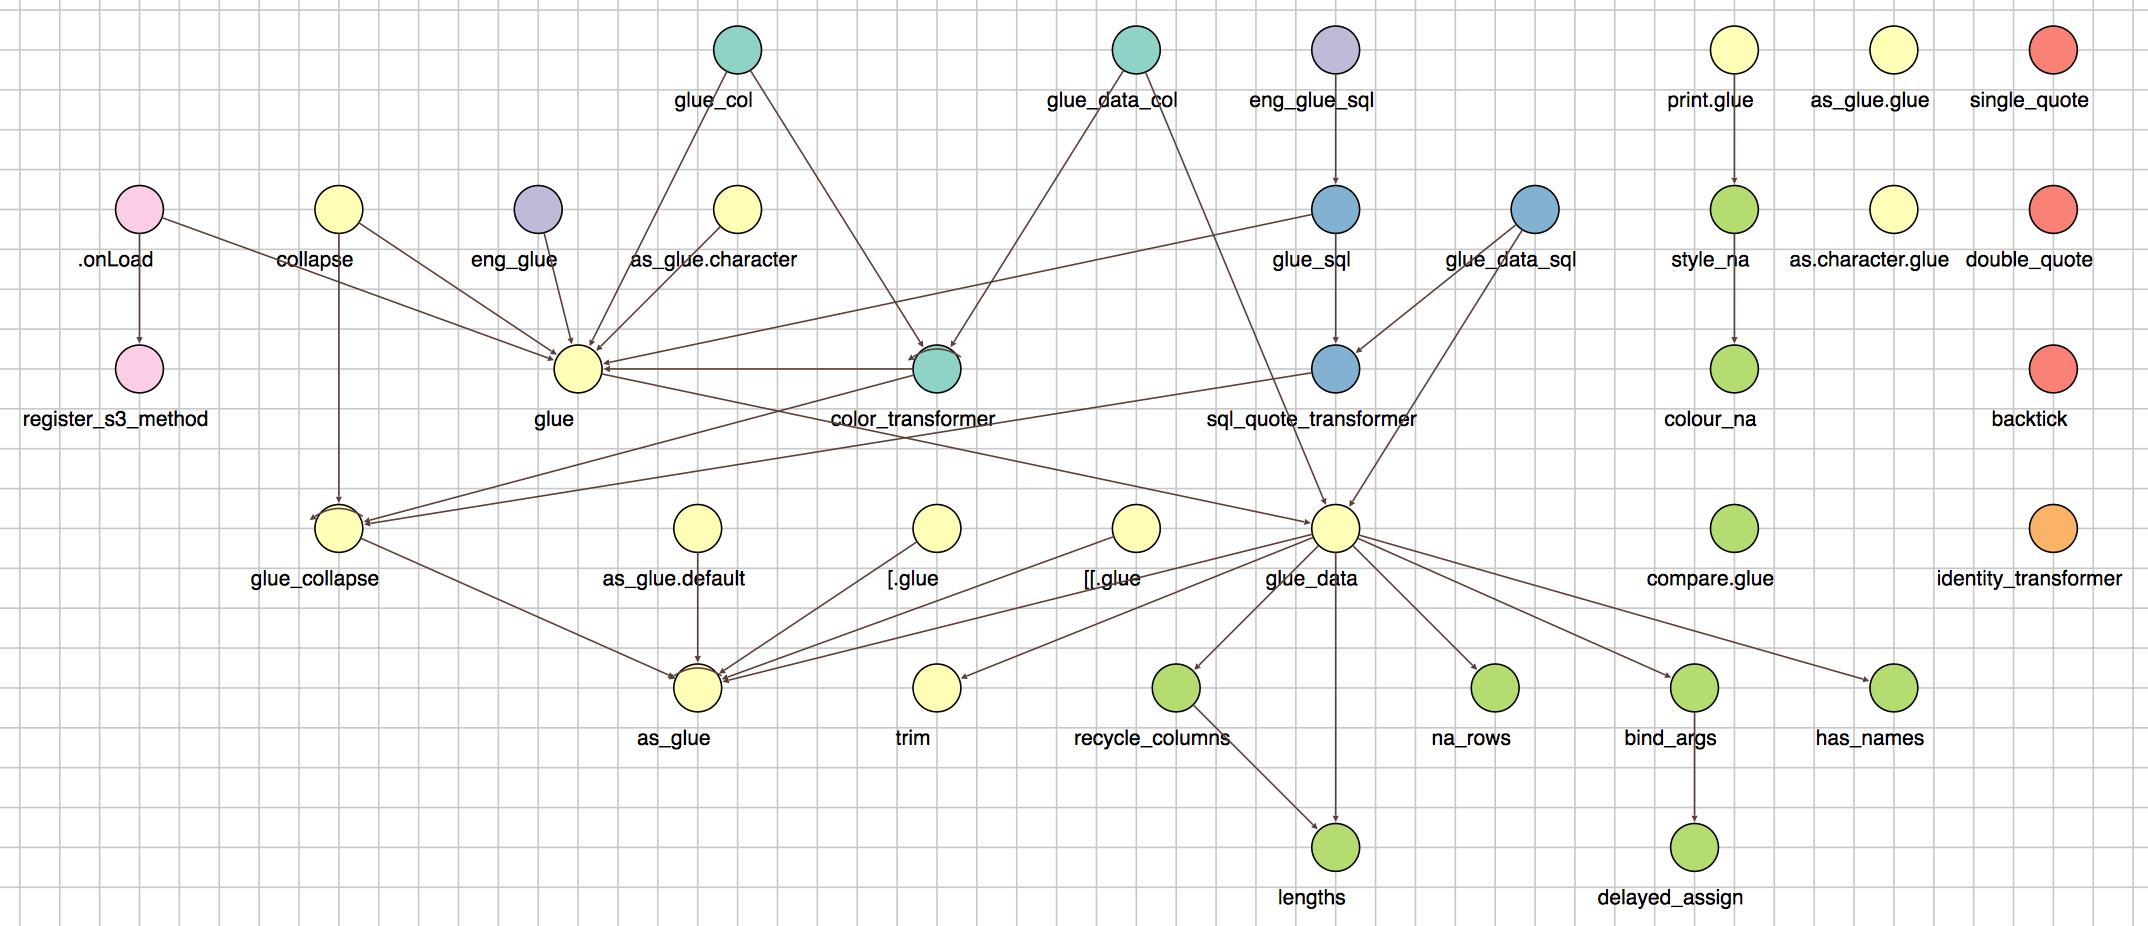 glue_col
glue_data_col
eng_glue_sql
print.glue
as_glue.glue
single_quote
.onLoad
collapse
eng_glue
as_glue.character
glue_sql
glue_data_sql
style_na
as.character.glue
double_quote
register_s3_method
glue
color_transformer
sql_quote_transformer
colour_na
backtick
glue_collapse
as_glue.default
[.glue
[[.glue
glue_data
compare.glue
identity_transformer
as_glue
trim
recycle_columns
na_rows
bind_args
has_names
lengths
delayed_assign